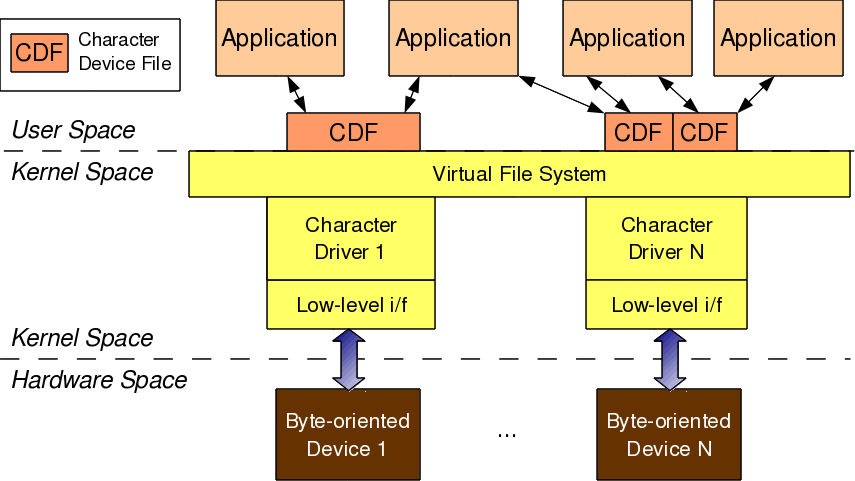 CDF
Character
Device File
Application
Application
Application
Application
CDF
CDF
CDF
User Space
Kernel Space
Virtual File System
Character
Driver 1
Character
Driver N
Low-level i/f
Low-level i/f
Kernel Space
Hardware Space
Byte-oriented
Device 1
...
Byte-oriented
Device N